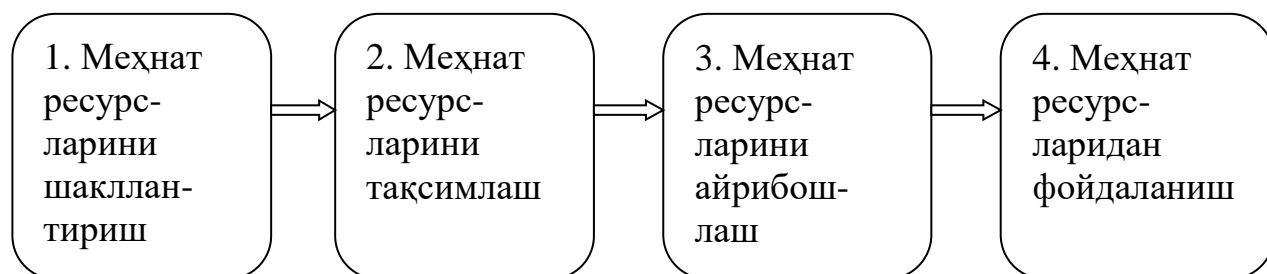 1. Меҳнат
ресурс-
ларини
шакллан-
тириш
2. Меҳнат
ресурс-
ларини
тақсимлаш
3. Меҳнат
ресурс-
ларини
айрибош-
лаш
4. Меҳнат
ресурс-
ларидан
фойдаланиш